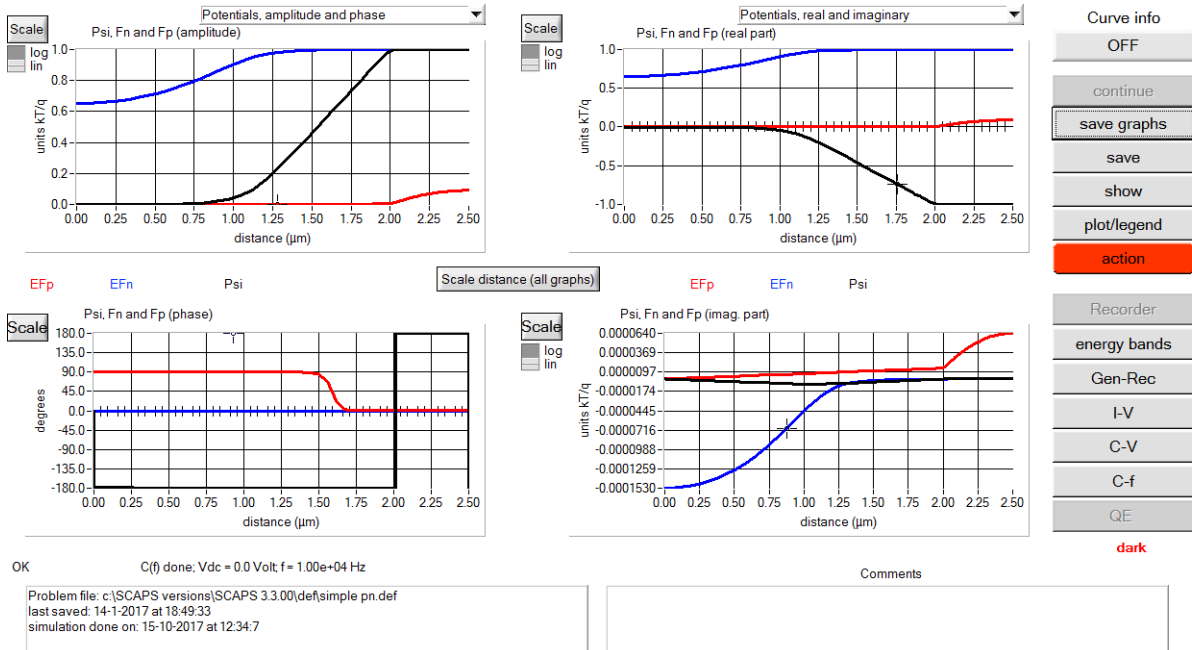 Potentials, amplitude and phase
Scale
log
lin
Psi, Fn and Fp (amplitude)
units kT/q
1.0
0.8
0.6
0.4
0.2
0.0
0.00 0.25 0.50 0.75 1.00 1.25 1.50 1.75 2.00 2.25 2.50
distance (µm)
Potentials, real and imaginary
Scale
log
lin
Psi, Fn and Fp (real part)
units kT/q
1.0
0.5
0.0
-0.5
-1.0
0.00 0.25 0.50 0.75 1.00 1.25 1.50 1.75 2.00 2.25 2.50
distance (µm)
EFp EFn Psi
Scale distance (all graphs)
EFp EFn Psi
Scale
Psi, Fn and Fp (phase)
degrees
180.0
135.0
90.0
45.0
0.0
-45.0
-90.0
-135.0
-180.0
0.00 0.25 0.50 0.75 1.00 1.25 1.50 1.75 2.00 2.25 2.50
distance (µm)
Scale
log
lin
Psi, Fn and Fp (imag. part)
units kT/q
0.0000640
0.0000369
0.0000097
-0.0000174
-0.0000445
-0.0000716
-0.0000988
-0.0001259
-0.0001530
0.00 0.25 0.50 0.75 1.00 1.25 1.50 1.75 2.00 2.25 2.50
distance (µm)
Curve info
OFF
continue
save graphs
save
show
plot/legend
action
Recorder
energy bands
Gen-Rec
I-V
C-V
C-f
QE
dark
OK
C(f) done; Vdc = 0.0 Volt; f = 1.00e+04 Hz
Problem file: c:\SCAPS versions\SCAPS 3.3.00\def\simple pn.def
last saved: 14-1-2017 at 18:49:33
simulation done on: 15-10-2017 at 12:34:7
Comments